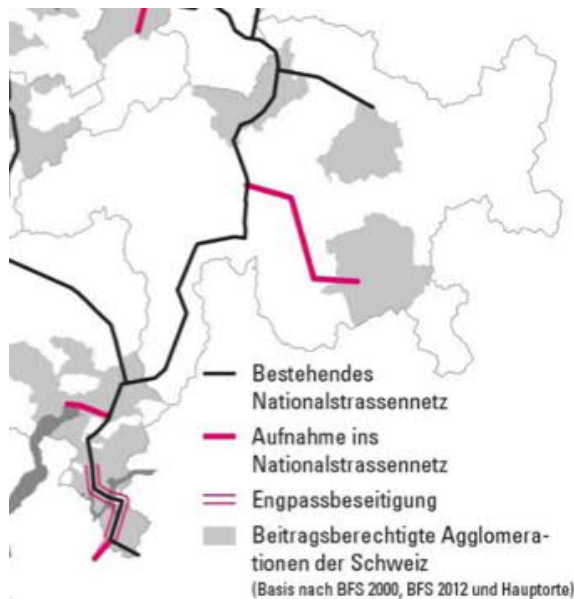 Bestehendes
Nationalstrassennetz
Aufnahme ins
Nationalstrassennetz
Engpassbeseitigung
Beitragsberechtigte Agglomera-
tionen der Schweiz
(Basis nach BFS 2000, BFS 2012 und Hauptorte)